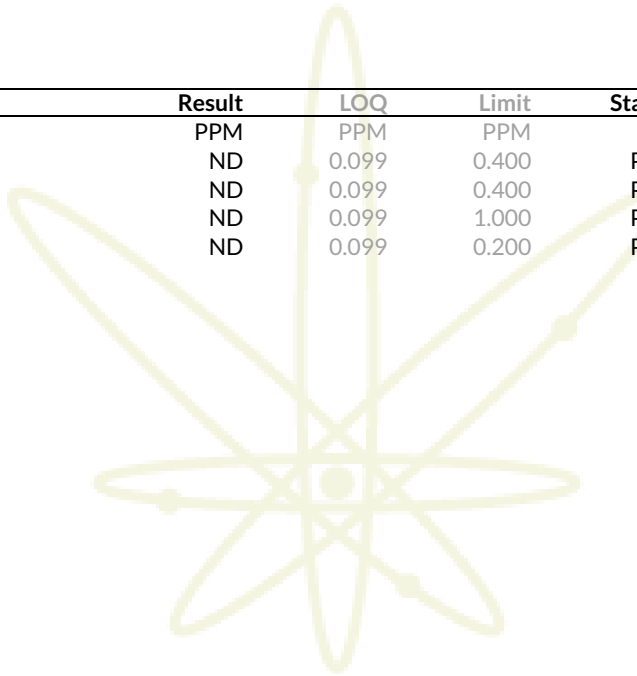 Result LOQ Limit
PPM PPM PPM
ND 0.099 0.400
ND 0.099 0.400
ND 0.099 1.000
ND 0.099 0.200